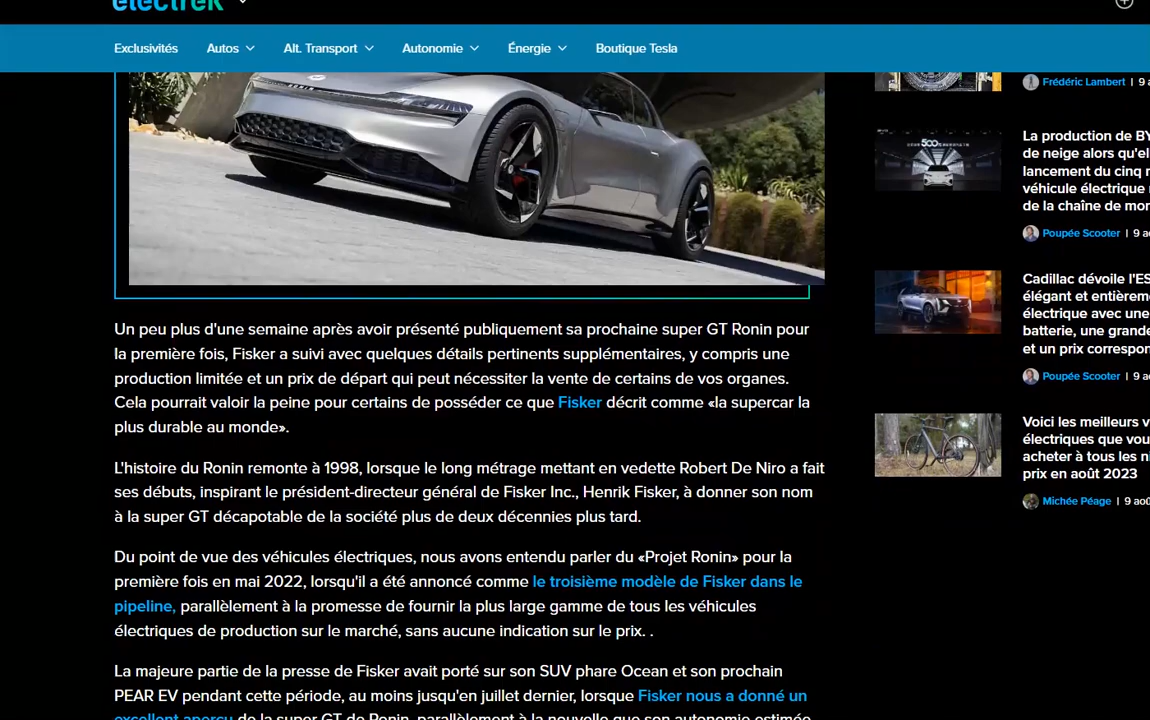 electrek
Exclusivités
Autos
Alt. Transport
Autonomie
Énergie
Boutique Tesla
Un peu plus d'une semaine après avoir présenté publiquement sa prochaine super GT Ronin pour
la première fois, Fisker a suivi avec quelques détails pertinents supplémentaires, y compris une
production limitée et un prix de départ qui peut nécessiter la vente de certains de vos organes.
Cela pourrait valoir la peine pour certains de posséder ce que Fisker décrit comme «la supercar la
plus durable au monde».
L'histoire du Ronin remonte à 1998, lorsque le long métrage mettant en vedette Robert De Niro a fait
ses débuts, inspirant le président-directeur général de Fisker Inc., Henrik Fisker, à donner son nom
à la super GT décapotable de la société plus de deux décennies plus tard.
Du point de vue des véhicules électriques, nous avons entendu parler du «Projet Ronin» pour la
première fois en mai 2022, lorsqu'il a été annoncé comme le troisième modèle de Fisker dans le
pipeline, parallèlement à la promesse de fournir la plus large gamme de tous les véhicules
électriques de production sur le marché, sans aucune indication sur le prix. .
La majeure partie de la presse de Fisker avait porté sur son SUV phare Ocean et son prochain
PEAR EV pendant cette période, au moins jusqu'en juillet dernier, lorsque Fisker nous a donné un
excellent aperçu de la super GT de Ronin, parallèlement à la nouvelle que son autonomie estimée
Frédéric Lambert | 9 a
La production de BY
de neige alors qu'el
lancement du cinq r
véhicule électrique
de la chaîne de mor
Poupée Scooter | 9 ao
Cadillac dévoile l'ES
élégant et entièrem
électrique avec une
batterie, une grande
et un prix correspon
Poupée Scooter | 9 ao
Voici les meilleurs v
électriques que vou
acheter à tous les ni
prix en août 2023
Michée Péage | 9 aoû